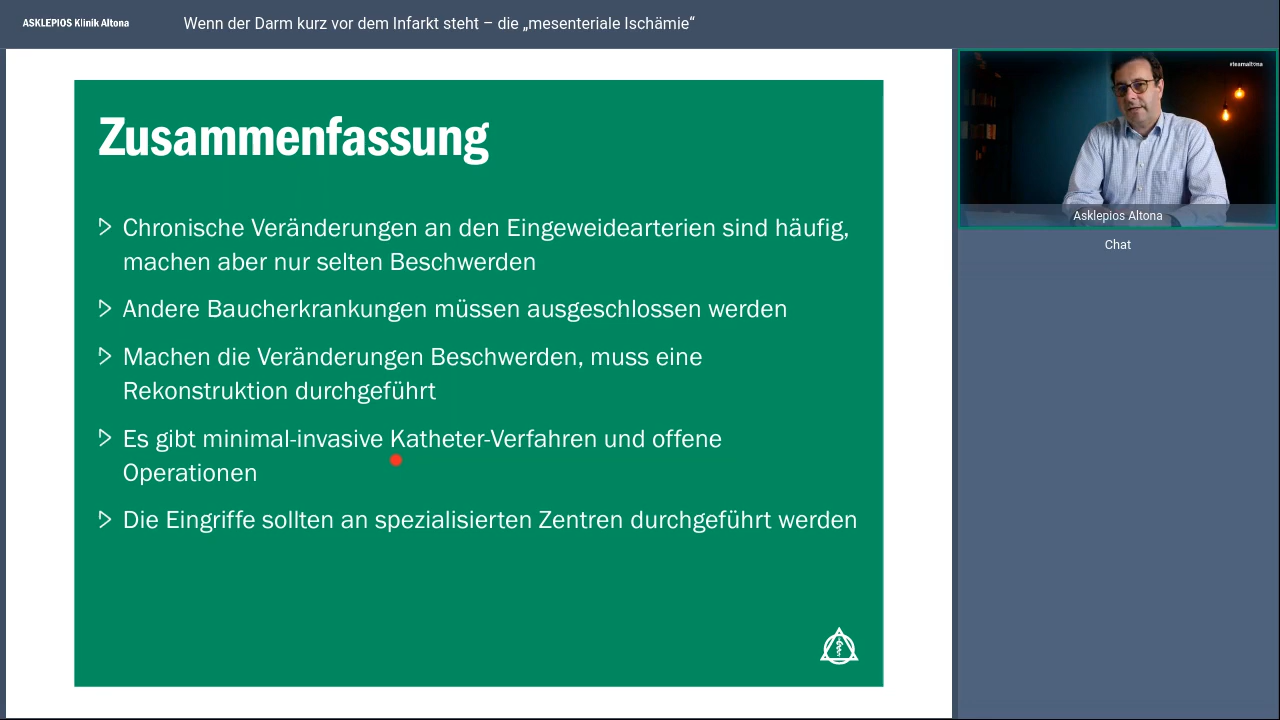 ASKLEPIOS Klinik Altona
Wenn der Darm kurz vor dem Infarkt steht – die „mesenteriale Ischämie“
Zusammenfassung
Chronische Veränderungen an den Eingeweidearterien sind häufig,
machen aber nur selten Beschwerden
Andere Baucherkrankungen müssen ausgeschlossen werden
Machen die Veränderungen Beschwerden, muss eine
Rekonstruktion durchgeführt
Es gibt minimal-invasive Katheter-Verfahren und offene
Operationen
Die Eingriffe sollten an spezialisierten Zentren durchgeführt werden
#teamaltona
Asklepios Altona
Chat